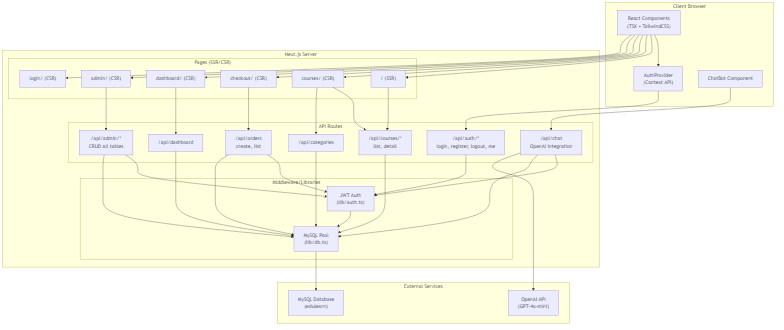 Client Browser
React Components
(TSX + TailwindCSS)
AuthProvider
(Context API)
ChatBot Component
Next.js Server
Pages (SSR/CSR)
login/ (CSR)
admin/ (CSR)
dashboard/ (CSR)
checkout/ (CSR)
courses/ (CSR)
/ (SSR)
API Routes
/api/admin/*
CRUD all tables
/api/dashboard
/api/orders
create, list
/api/categories
/api/courses/*
list, detail
/api/auth/*
login, register, logout, me
/api/chat
OpenAI Integration
Middleware/Libraries
JWT Auth
(lib/auth.ts)
MySQL Pool
(lib/db.ts)
External Services
MySQL Database
OpenAI API
(GPT-4o-mini)